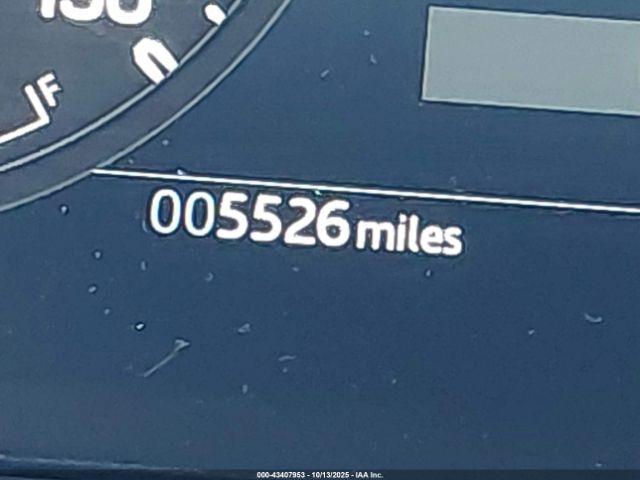 F
005526 miles
000-43407953 - 10/13/2025 - IAA Inc.